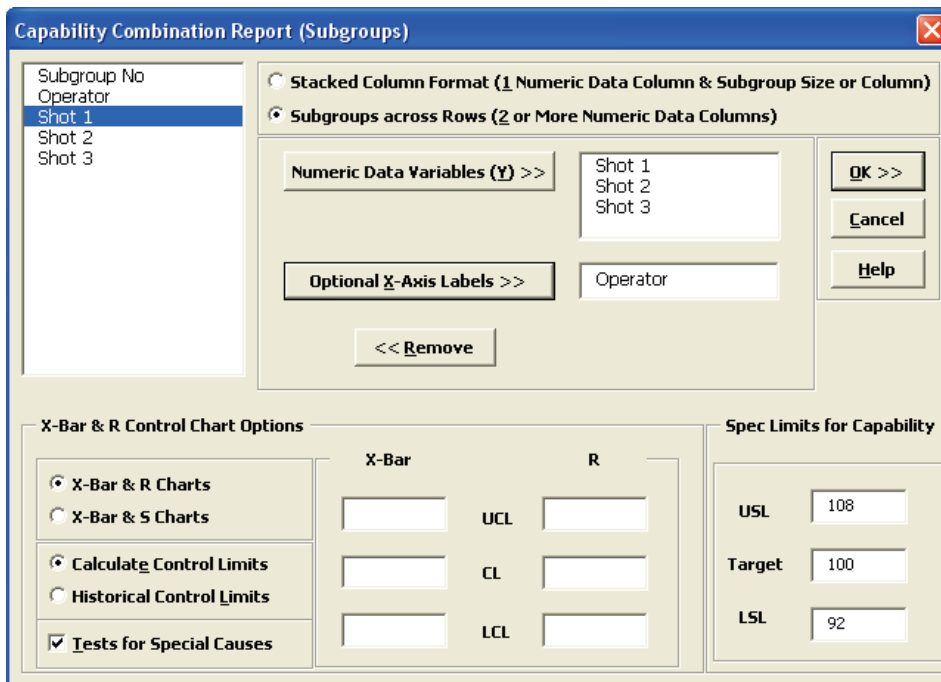 Capability Combination Report (Subgroups)
Subgroup No
Operator
Shot 1
Shot 2
Shot 3
Stacked Column Format (1 Numeric Data Column & Subgroup Size or Column)
Subgroups across Rows (2 or More Numeric Data Columns)
Numeric Data Variables (Y) >>
Shot 1
Shot 2
Shot 3
Optional X-Axis Labels >>
Operator
<< Remove
OK >>
Cancel
Help
X-Bar & R Control Chart Options
X-Bar & R Charts
X-Bar & S Charts
Calculate Control Limits
Historical Control Limits
Tests for Special Causes
X-Bar R
UCL
CL
LCL
Spec Limits for Capability
USL 108
Target 100
LSL 92